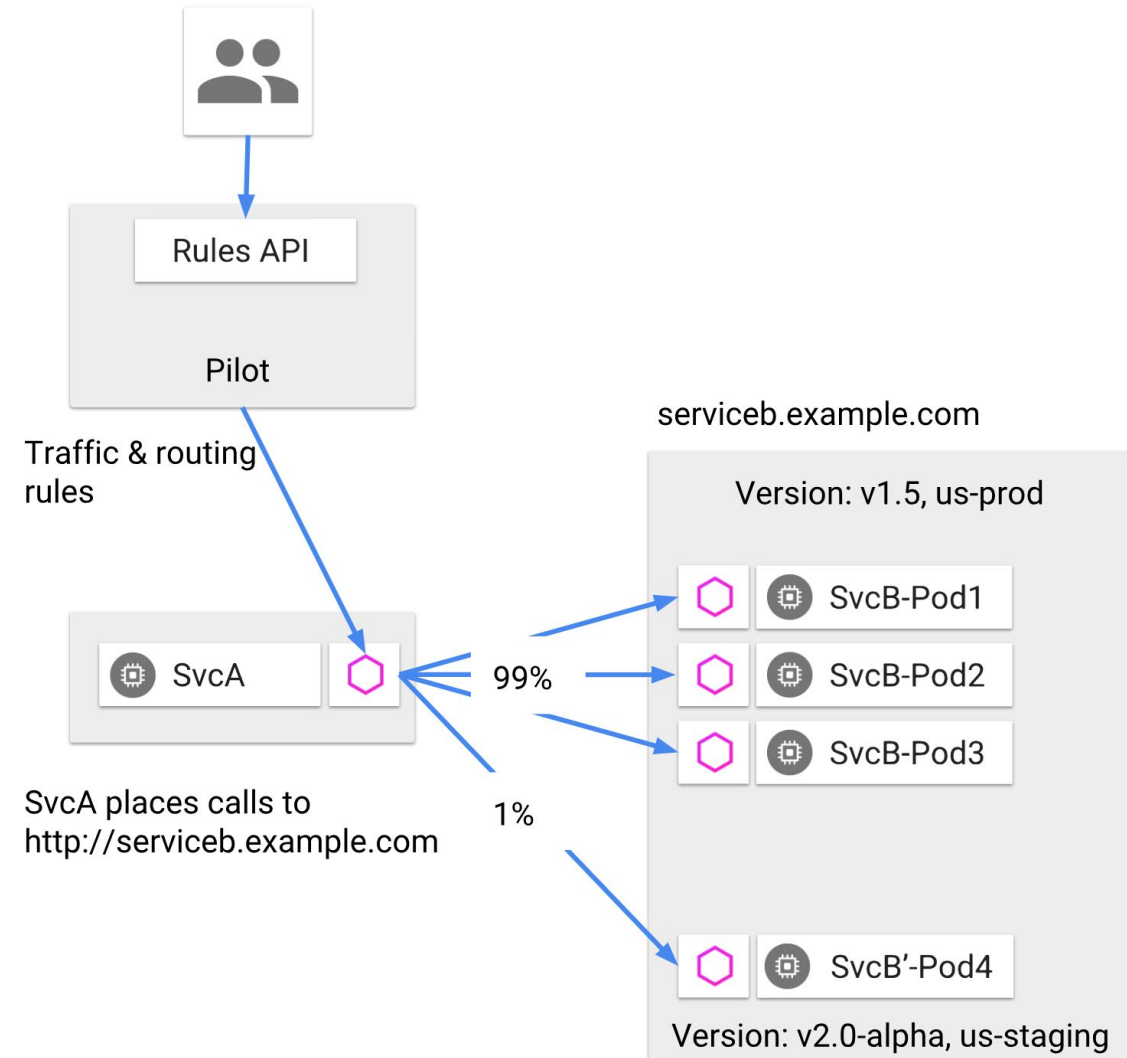 Rules API
Pilot
Traffic & routing
rules
serviceb.example.com
Version: v1.5, us-prod
SvcB-Pod1
SvcA
99%
SvcB-Pod2
SvcB-Pod3
SvcA places calls to
http://serviceb.example.com
1%
SvcB’-Pod4
Version: v2.0-alpha, us-staging